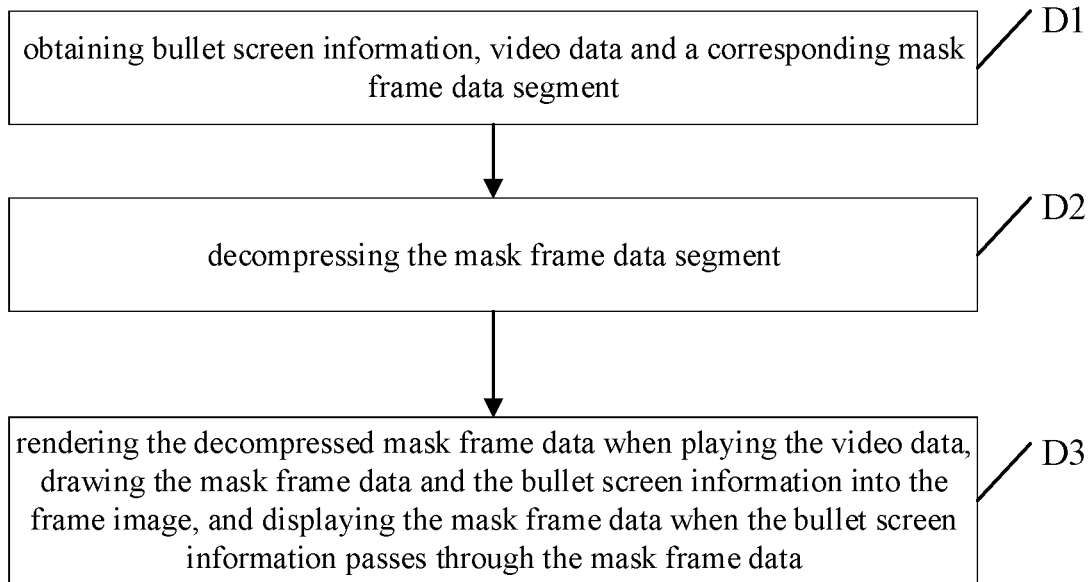 D1
obtaining bullet screen information, video data and a corresponding mask
frame data segment
D2
decompressing the mask frame data segment
D3
rendering the decompressed mask frame data when playing the video data,
drawing the mask frame data and the bullet screen information into the
frame image, and displaying the mask frame data when the bullet screen
information passes through the mask frame data